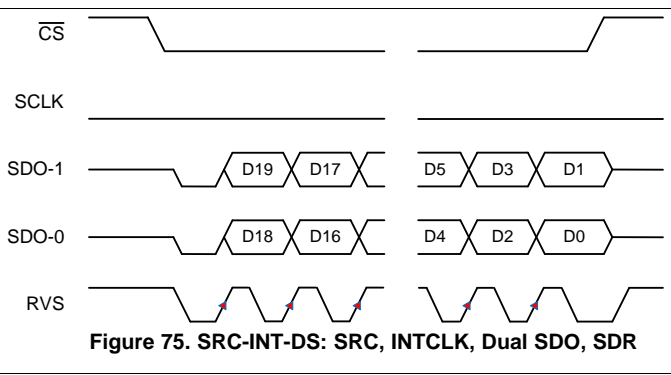 CS
SCLK
SDO-1 D19 D17 D5 D3 D1
SDO-0 D18 D16 D4 D2 D0
RVS
Figure 75. SRC-INT-DS: SRC, INTCLK, Dual SDO, SDR